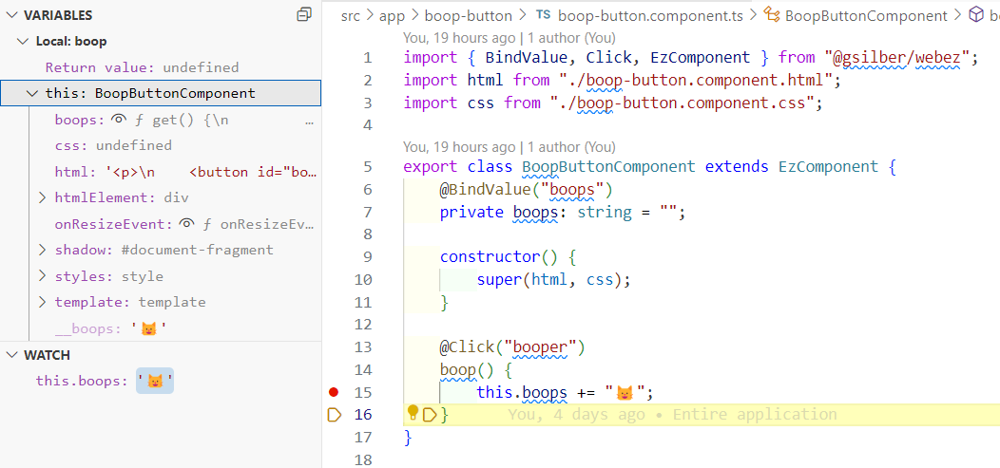 VARIABLES
Local: boop
Return value: undefined
this: BoopButtonComponent
boops: ƒ get() {\n …
css: undefined
html: '<p>\n <button id="bo…
htmlElement: div
onResizeEvent: ƒ onResizeEv…
shadow: #document-fragment
styles: style
template: template
__boops: '😺'
WATCH
this.boops: '😺'
src > app > boop-button > TS boop-button.component.ts > BoopButtonComponent >
You, 19 hours ago | 1 author (You)
1 import { BindValue, Click, EzComponent } from "@gsilber/webez";
2 import html from "./boop-button.component.html";
3 import css from "./boop-button.component.css";
4
You, 19 hours ago | 1 author (You)
5 export class BoopButtonComponent extends EzComponent {
6 @BindValue("boops")
7 private boops: string = "";
8
9 constructor() {
10 super(html, css);
11 }
12
13 @Click("booper")
14 boop() {
15 this.boops += "😺";
16 } You, 4 days ago • Entire application
17 }
18